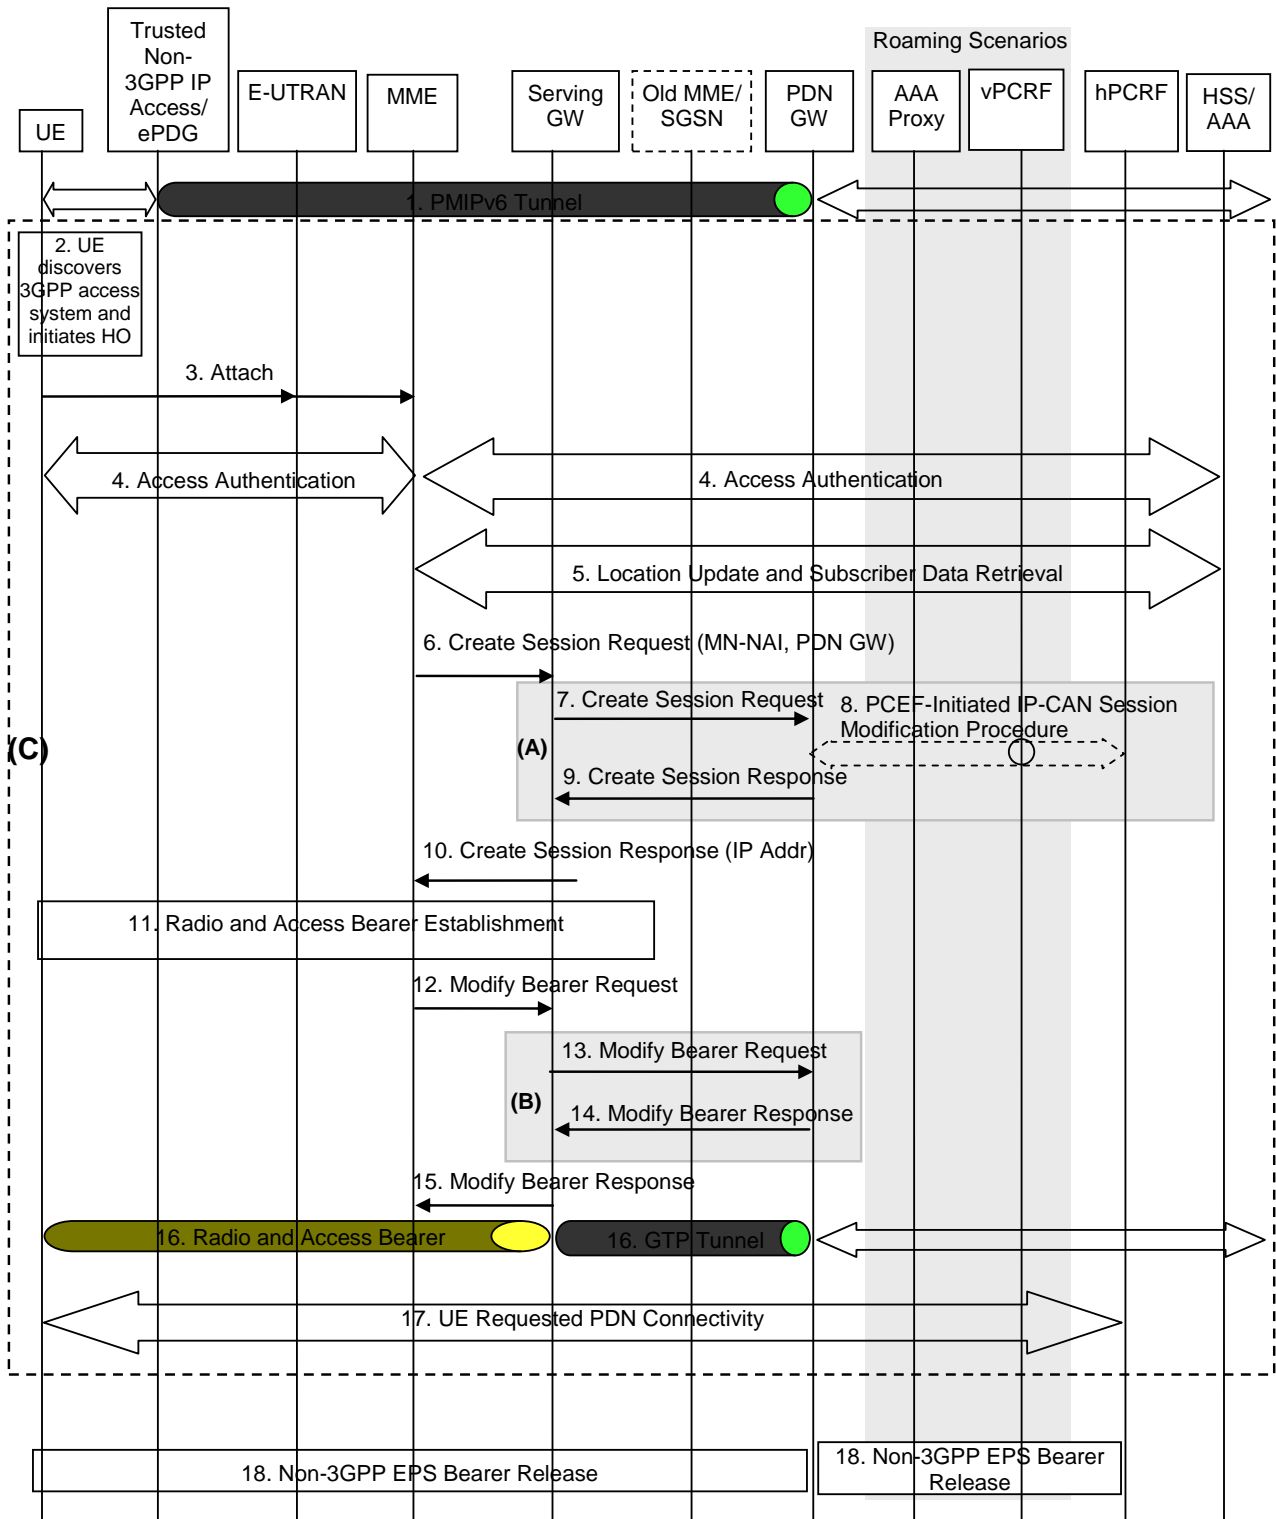 Roaming Scenarios
UE
Trusted
Non-
3GPP IP
Access/
ePDG
E-UTRAN
MME
Serving
GW
Old MME/
SGSN
PDN
GW
AAA
Proxy
vPCRF
hPCRF
HSS/
AAA
1. PMIPv6 Tunnel
2. UE
discovers
3GPP access
system and
initiates HO
3. Attach
4. Access Authentication
4. Access Authentication
5. Location Update and Subscriber Data Retrieval
6. Create Session Request (MN-NAI, PDN GW)
7. Create Session Request
8. PCEF-Initiated IP-CAN Session
Modification Procedure
(C)
(A)
9. Create Session Response
10. Create Session Response (IP Addr)
11. Radio and Access Bearer Establishment
12. Modify Bearer Request
13. Modify Bearer Request
(B)
14. Modify Bearer Response
15. Modify Bearer Response
16. Radio and Access Bearer
16. GTP Tunnel
17. UE Requested PDN Connectivity
18. Non-3GPP EPS Bearer Release
18. Non-3GPP EPS Bearer
Release